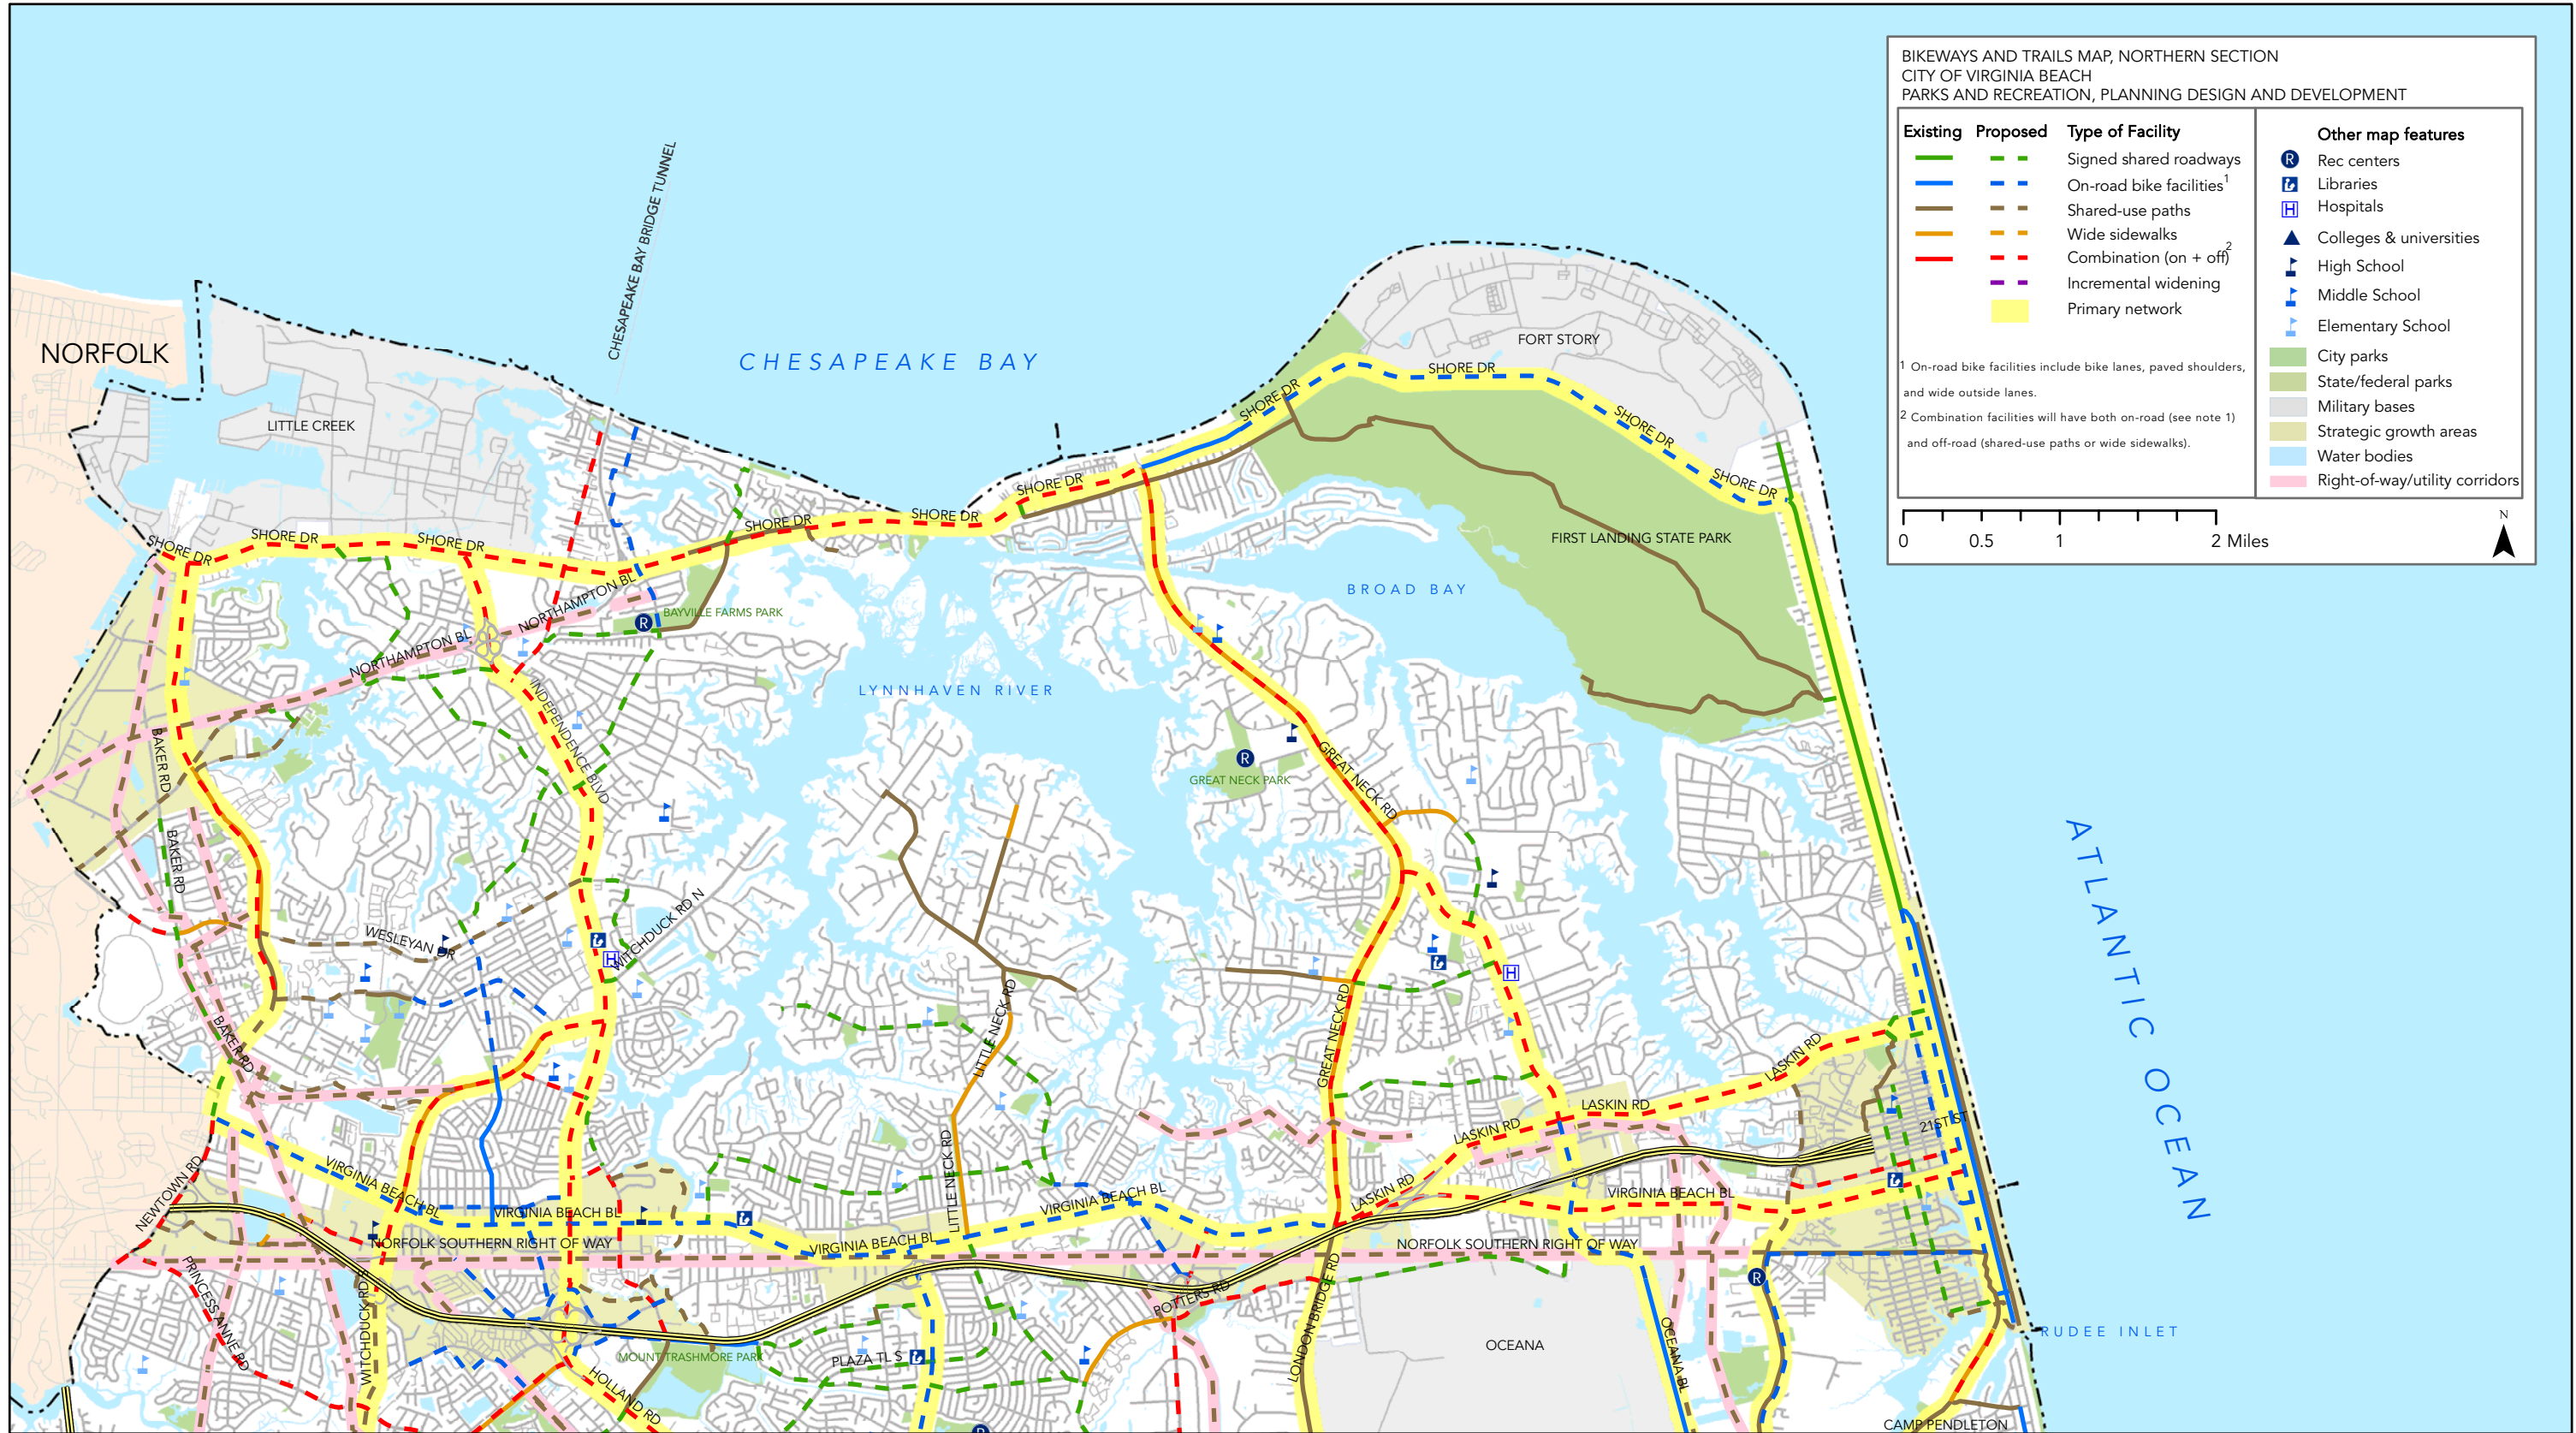 BIKEWAYS AND TRAILS MAP, NORTHERN SECTION
CITY OF VIRGINIA BEACH
PARKS AND RECREATION, PLANNING DESIGN AND DEVELOPMENT
Existing Proposed Type of Facility
Signed shared roadways
On-road bike facilities1
Shared-use paths
Wide sidewalks
Combination (on + off)2
Incremental widening
Primary network
1 On-road bike facilities include bike lanes, paved shoulders,
and wide outside lanes.
2 Combination facilities will have both on-road (see note 1)
and off-road (shared-use paths or wide sidewalks).
Other map features
R Rec centers
Libraries
H Hospitals
Colleges & universities
High School
Middle School
Elementary School
City parks
State/federal parks
Military bases
Strategic growth areas
Water bodies
Right-of-way/utility corridors
0 0.5 1 2 Miles
N
CHESAPEAKE BAY BRIDGE TUNNEL
NORFOLK
CHESAPEAKE BAY
FORT STORY
LITTLE CREEK
SHORE DR
SHORE DR
SHORE DR
SHORE DR
SHORE DR
SHORE DR
SHORE DR
SHORE DR
SHORE DR
SHORE DR
FIRST LANDING STATE PARK
BROAD BAY
NORTHAMPTON BL
NORTHAMPTON BL
R
BAYVILLE FARMS PARK
LYNNHAVEN RIVER
INDEPENDENCE BLVD
BAKER RD
BAKER RD
BAKER RD
R
GREAT NECK PARK
GREAT NECK RD
GREAT NECK RD
ATLANTIC OCEAN
WESLEYAN DR
WITCHDUCK RD N
H
H
LITTLE NECK RD
LITTLE NECK RD
LASKIN RD
LASKIN RD
LASKIN RD
LASKIN RD
21ST ST
NEWTOWN RD
VIRGINIA BEACH BL
VIRGINIA BEACH BL
VIRGINIA BEACH BL
VIRGINIA BEACH BL
VIRGINIA BEACH BL
NORFOLK SOUTHERN RIGHT OF WAY
NORFOLK SOUTHERN RIGHT OF WAY
PRINCESS ANNE RD
WITCHDUCK RD
POTTERS RD
LONDON BRIDGE RD
R
OCEANA
OCEANA BL
RUDEE INLET
MOUNT TRASHMORE PARK
PLAZA TL S
HOLLAND RD
CAMP PENDLETON
R